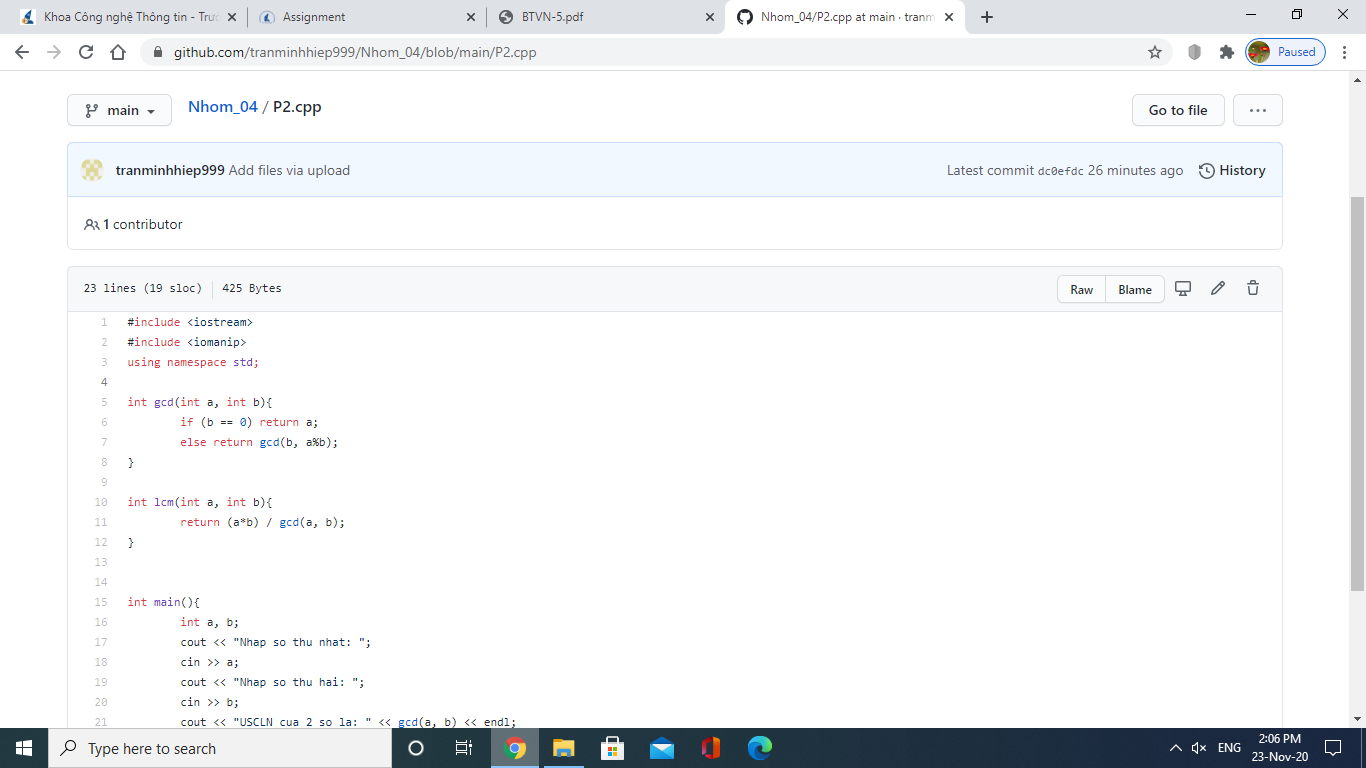 Khoa Công nghệ Thông tin - Trườ
Assignment
BTVN-5.pdf
Nhom_04/P2.cpp at main · tranm
github.com/tranminhhiep999/Nhom_04/blob/main/P2.cpp
Paused
main
Nhom_04 / P2.cpp
Go to file
tranminhhiep999 Add files via upload
Latest commit dc0efdc 26 minutes ago
History
1 contributor
23 lines (19 sloc)
425 Bytes
Raw
Blame
1 #include <iostream>
2 #include <iomanip>
3 using namespace std;
4
5 int gcd(int a, int b){
6 if (b == 0) return a;
7 else return gcd(b, a%b);
8 }
9
10 int lcm(int a, int b){
11 return (a*b) / gcd(a, b);
12 }
13
14
15 int main(){
16 int a, b;
17 cout << "Nhap so thu nhat: ";
18 cin >> a;
19 cout << "Nhap so thu hai: ";
20 cin >> b;
21 cout << "USCLN cua 2 so la: " << gcd(a, b) << endl;
Type here to search
ENG
2:06 PM
23-Nov-20